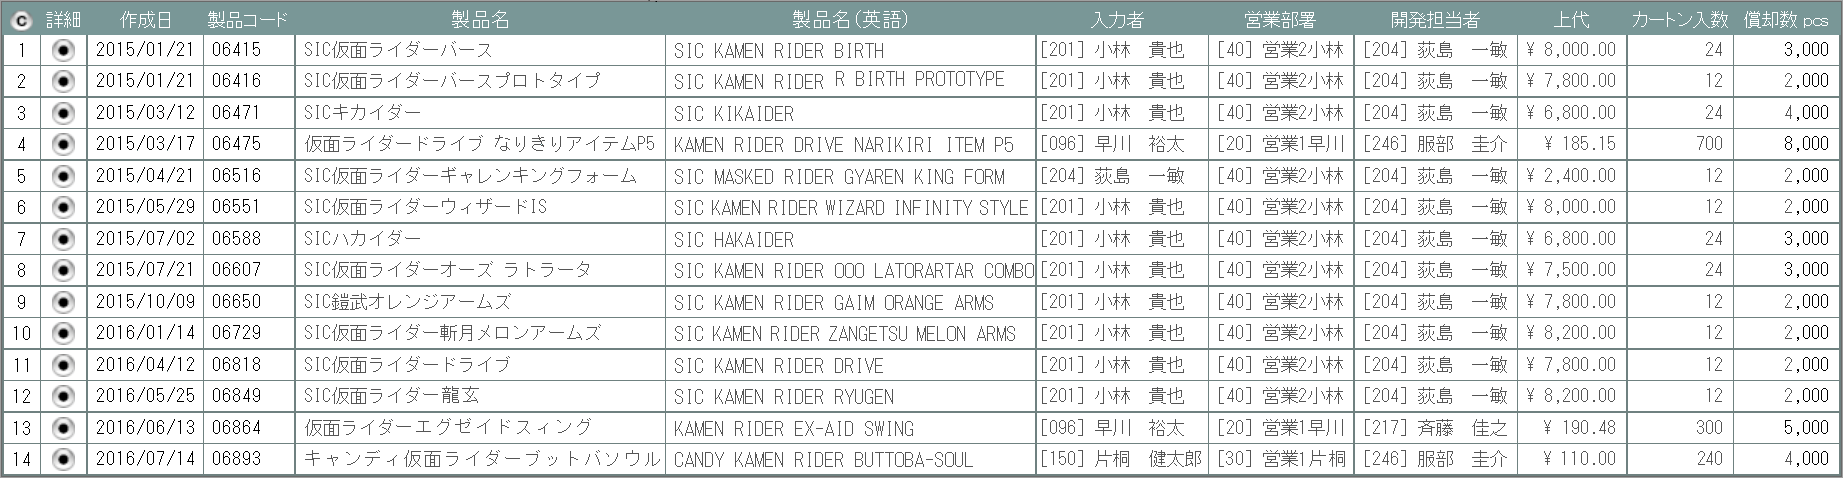 C 詳細 作成日 製品コード 製品名 製品名(英語) 入力者 営業部署 開発担当者 上代 カートン入数 償却数 pcs
1 2015/01/21 06415 SIC仮面ライダーバース SIC KAMEN RIDER BIRTH [201] 小林 貴也 [40] 営業2小林 [204] 荻島 一敏 ¥ 8,000.00 24 3,000
2 2015/01/21 06416 SIC仮面ライダーバースプロトタイプ SIC KAMEN RIDER R BIRTH PROTOTYPE [201] 小林 貴也 [40] 営業2小林 [204] 荻島 一敏 ¥ 7,800.00 12 2,000
3 2015/03/12 06471 SICキカイダー SIC KIKAIDER [201] 小林 貴也 [40] 営業2小林 [204] 荻島 一敏 ¥ 6,800.00 24 4,000
4 2015/03/17 06475 仮面ライダードライブ なりきりアイテムP5 KAMEN RIDER DRIVE NARIKIRI ITEM P5 [096] 早川 裕太 [20] 営業1早川 [246] 服部 圭介 ¥ 185.15 700 8,000
5 2015/04/21 06516 SIC仮面ライダーギャレンキングフォーム SIC MASKED RIDER GYAREN KING FORM [204] 荻島 一敏 [40] 営業2小林 [204] 荻島 一敏 ¥ 2,400.00 12 2,000
6 2015/05/29 06551 SIC仮面ライダーウィザードIS SIC KAMEN RIDER WIZARD INFINITY STYLE [201] 小林 貴也 [40] 営業2小林 [204] 荻島 一敏 ¥ 8,000.00 12 2,000
7 2015/07/02 06588 SICハカイダー SIC HAKAIDER [201] 小林 貴也 [40] 営業2小林 [204] 荻島 一敏 ¥ 6,800.00 24 3,000
8 2015/07/21 06607 SIC仮面ライダーオーズ ラトラータ SIC KAMEN RIDER OOO LATORARTAR COMBO [201] 小林 貴也 [40] 営業2小林 [204] 荻島 一敏 ¥ 7,500.00 24 3,000
9 2015/10/09 06650 SIC鎧武オレンジアームズ SIC KAMEN RIDER GAIM ORANGE ARMS [201] 小林 貴也 [40] 営業2小林 [204] 荻島 一敏 ¥ 7,800.00 12 2,000
10 2016/01/14 06729 SIC仮面ライダー斬月メロンアームズ SIC KAMEN RIDER ZANGETSU MELON ARMS [201] 小林 貴也 [40] 営業2小林 [204] 荻島 一敏 ¥ 8,200.00 12 2,000
11 2016/04/12 06818 SIC仮面ライダードライブ SIC KAMEN RIDER DRIVE [201] 小林 貴也 [40] 営業2小林 [204] 荻島 一敏 ¥ 7,800.00 12 2,000
12 2016/05/25 06849 SIC仮面ライダー龍玄 SIC KAMEN RIDER RYUGEN [201] 小林 貴也 [40] 営業2小林 [204] 荻島 一敏 ¥ 8,200.00 12 2,000
13 2016/06/13 06864 仮面ライダーエグゼイドスィング KAMEN RIDER EX-AID SWING [096] 早川 裕太 [20] 営業1早川 [217] 斉藤 佳之 ¥ 190.48 300 5,000
14 2016/07/14 06893 キャンディ仮面ライダーブットバソウル CANDY KAMEN RIDER BUTTOBA-SOUL [150] 片桐 健太郎 [30] 営業1片桐 [246] 服部 圭介 ¥ 110.00 240 4,000